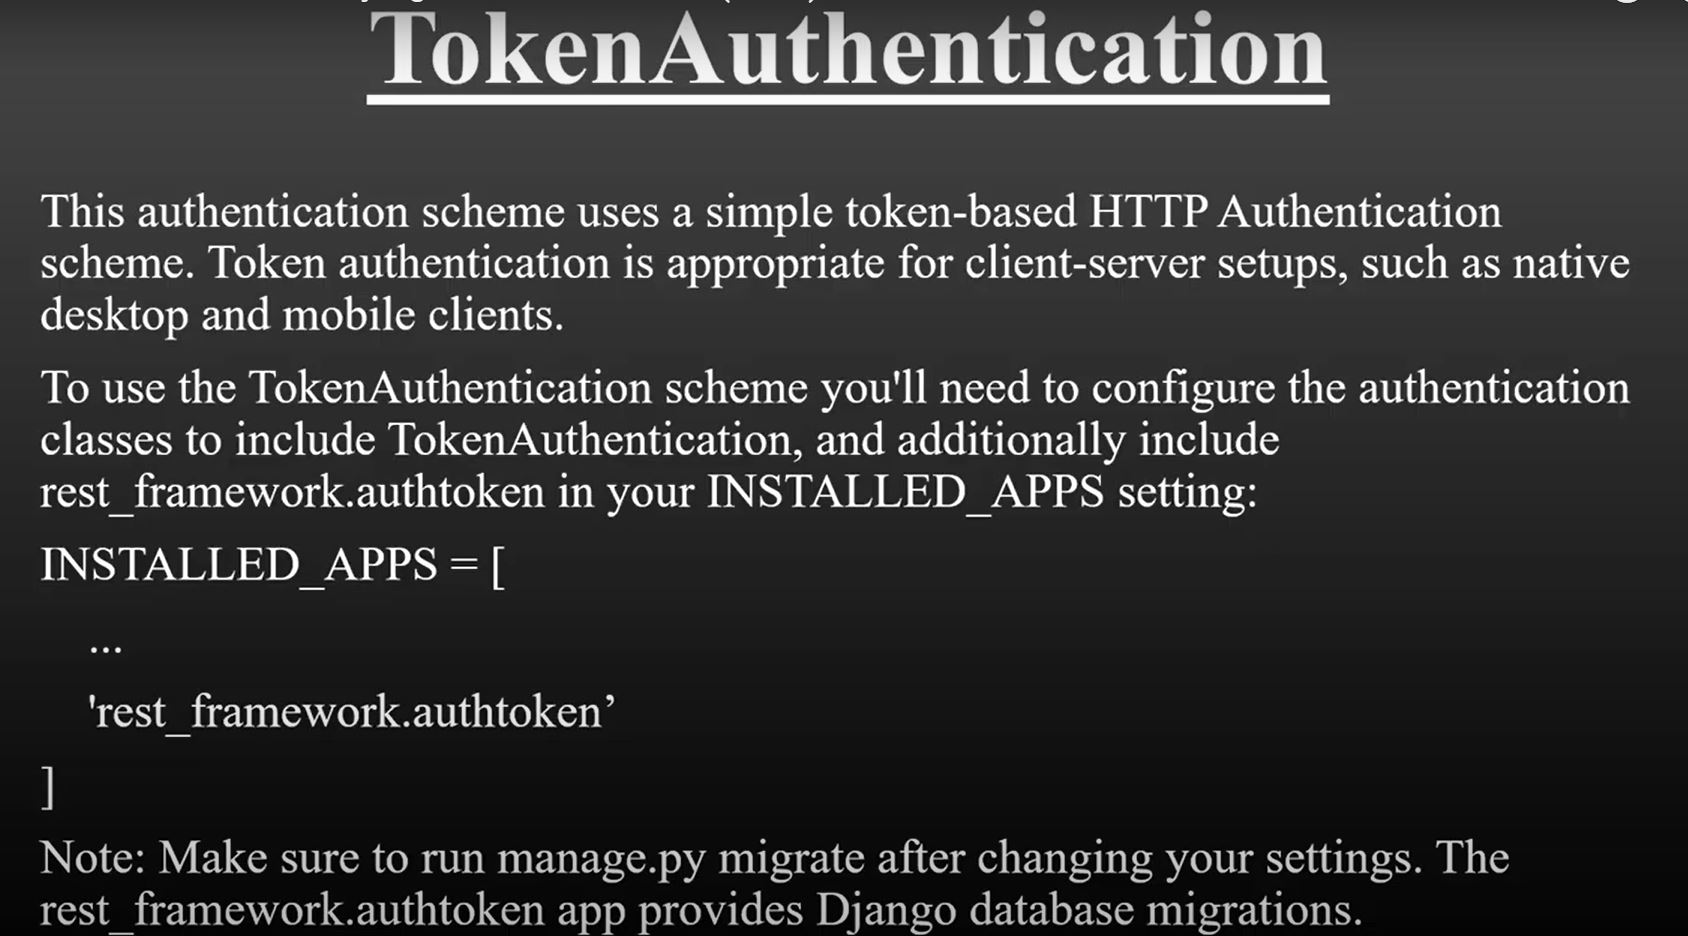 TokenAuthentication
This authentication scheme uses a simple token-based HTTP Authentication
scheme. Token authentication is appropriate for client-server setups, such as native
desktop and mobile clients.
To use the TokenAuthentication scheme you'll need to configure the authentication
classes to include TokenAuthentication, and additionally include
rest_framework.authtoken in your INSTALLED_APPS setting:
INSTALLED_APPS = [
...
'rest_framework.authtoken’
]
Note: Make sure to run manage.py migrate after changing your settings. The
rest_framework.authtoken app provides Django database migrations.